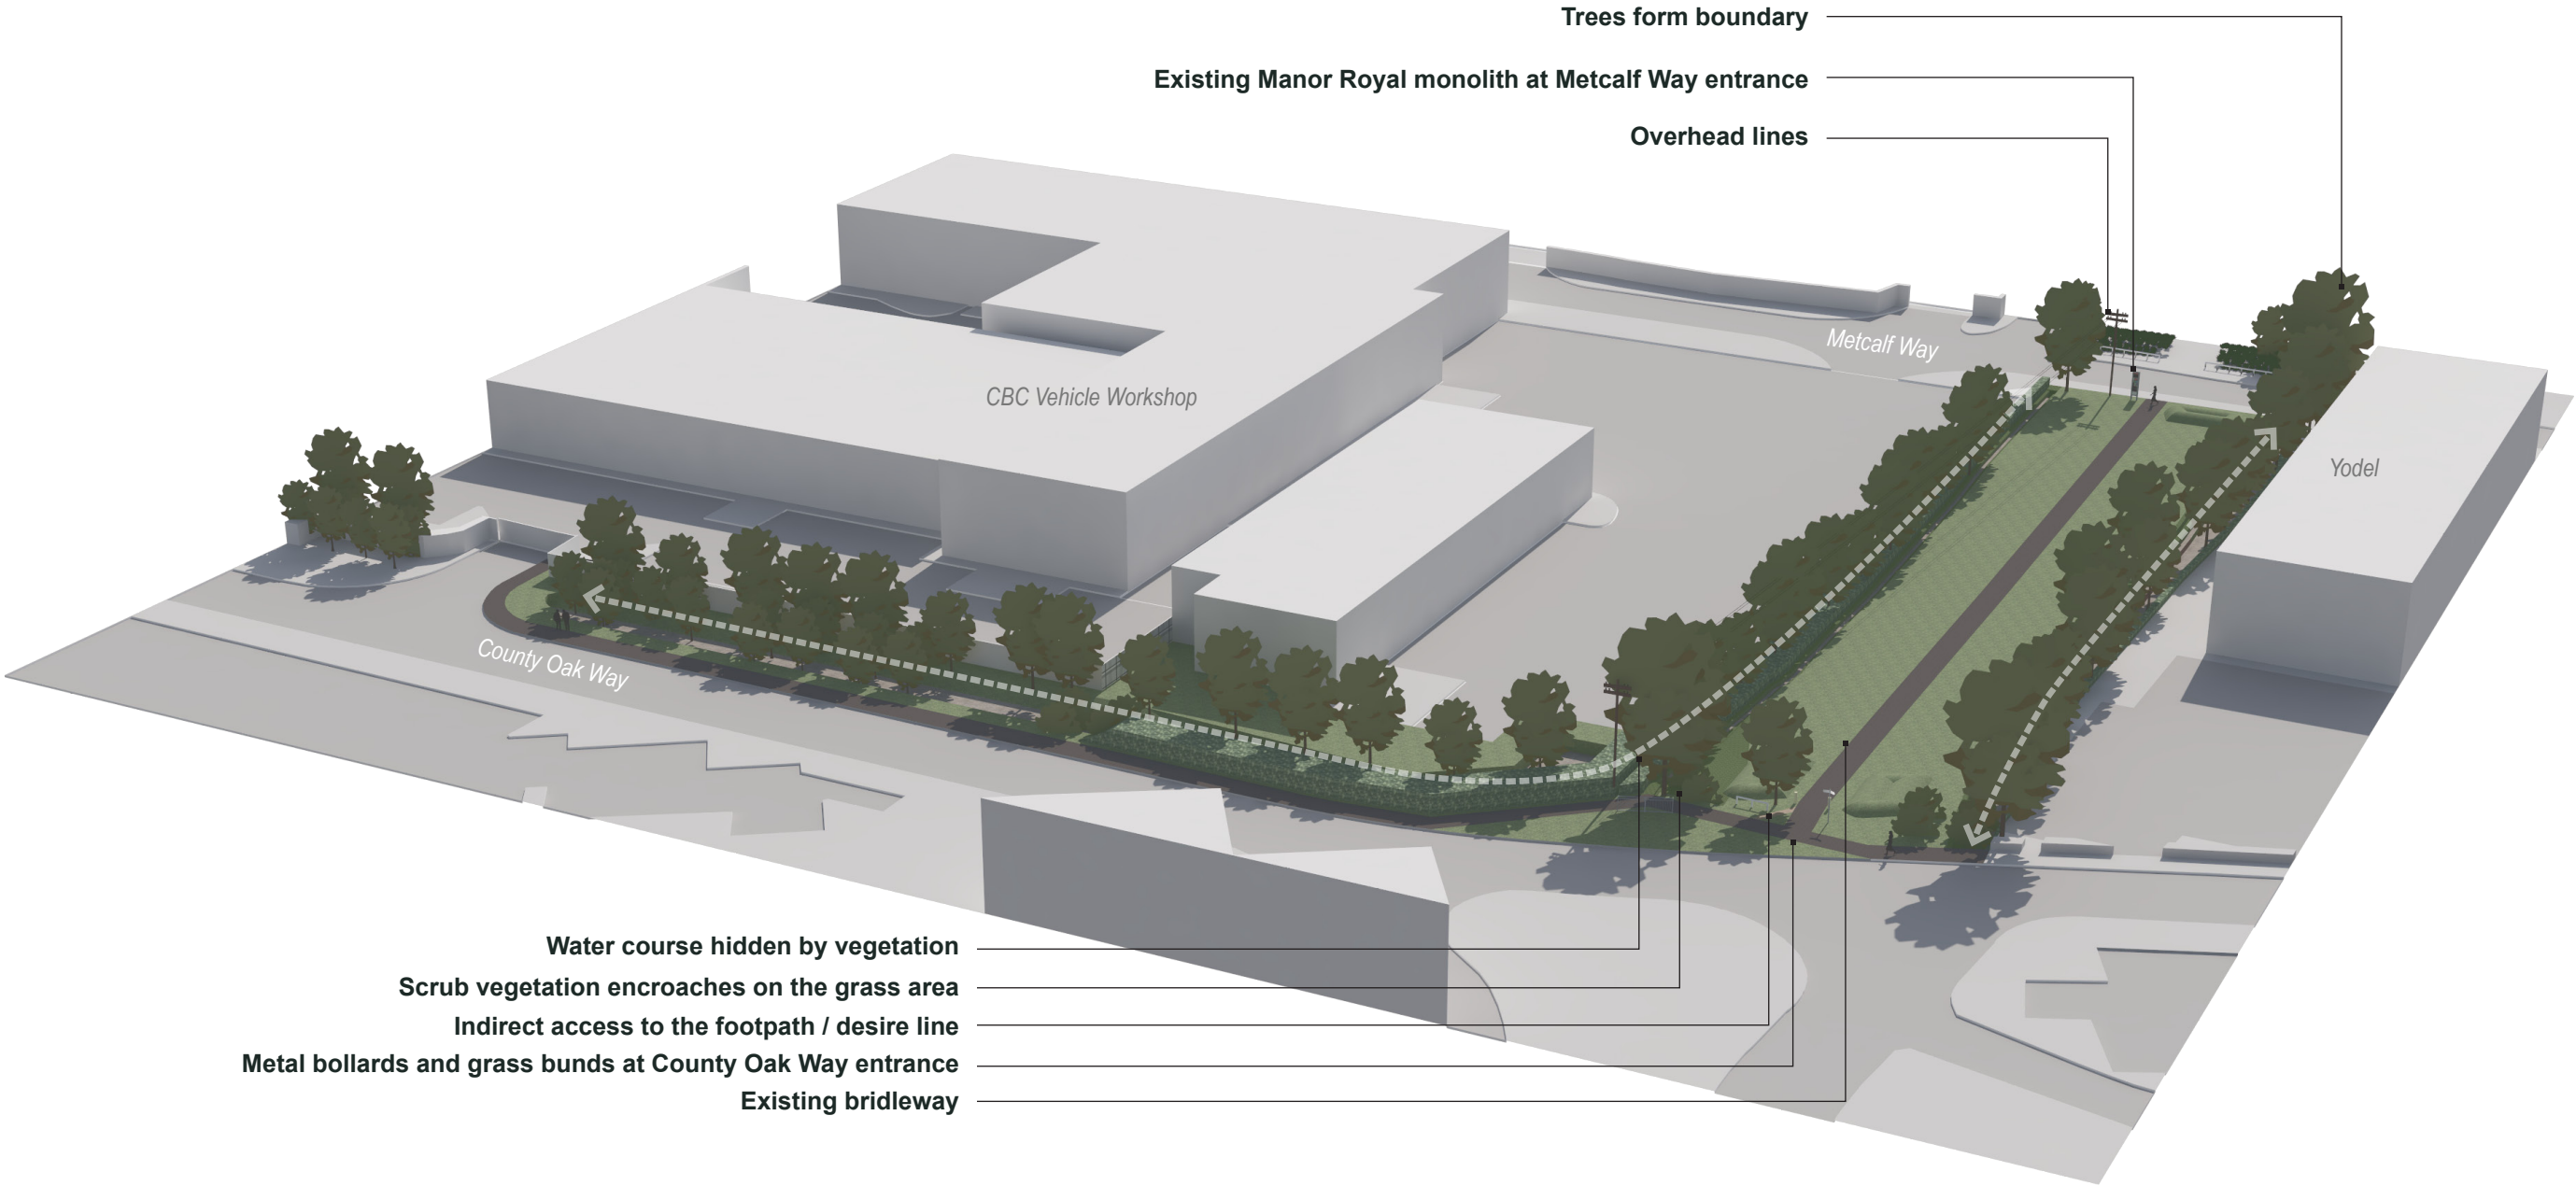 Trees form boundary
Existing Manor Royal monolith at Metcalf Way entrance
Overhead lines
Metcalf Way
CBC Vehicle Workshop
Yodel
County Oak Way
Water course hidden by vegetation
Scrub vegetation encroaches on the grass area
Indirect access to the footpath / desire line
Metal bollards and grass bunds at County Oak Way entrance
Existing bridleway